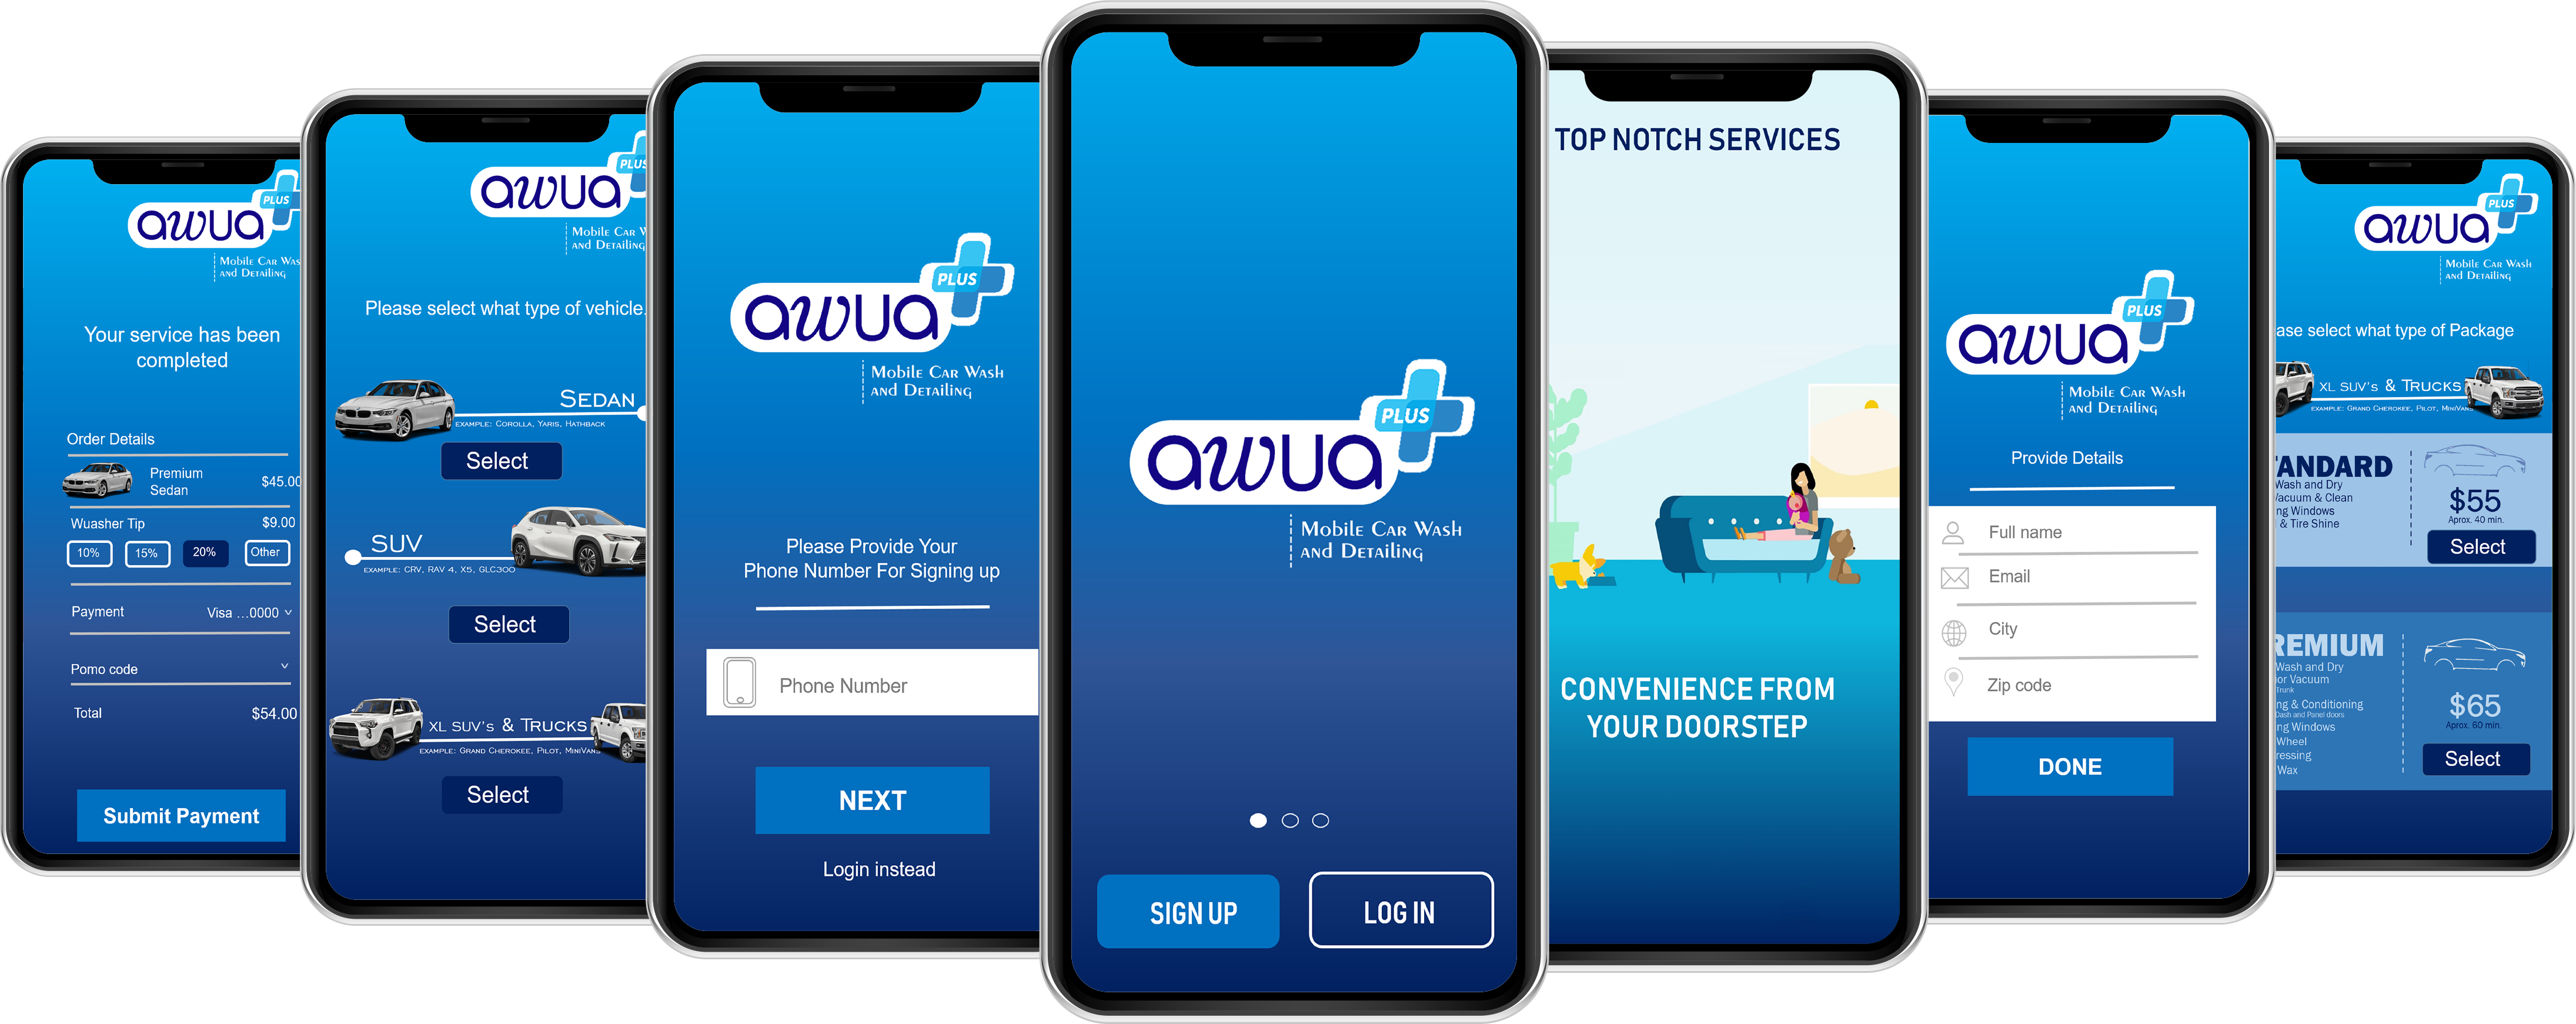 PLUS
awua
Mobile Car Was
and Detailing
Your service has been
completed
Order Details
Premium
Sedan
$45.00
Wuasher Tip
$9.00
10%
15%
20%
Other
Payment
Visa ...0000
Pomo code
Total
$54.00
Submit Payment
PLUS
awua
Mobile Car W
and Detailing
Please select what type of vehicle.
Sedan
example: Corolla, Yaris, Hathback
Select
SUV
example: CRV, RAV 4, X5, GLC300
Select
XL SUV's & Trucks
example: Grand Cherokee, Pilot, MiniVans
Select
PLUS
awua
Mobile Car Wash
and Detailing
Please Provide Your
Phone Number For Signing up
Phone Number
NEXT
Login instead
PLUS
awua
Mobile Car Wash
and Detailing
SIGN UP
LOG IN
TOP NOTCH SERVICES
CONVENIENCE FROM
YOUR DOORSTEP
PLUS
awua
Mobile Car Wash
and Detailing
Provide Details
Full name
Email
City
Zip code
DONE
PLUS
awua
Mobile Car Wash
and Detailing
ase select what type of Package
XL SUV's & Trucks
example: Grand Cherokee, Pilot, MiniVans
TANDARD
Wash and Dry
Vacuum & Clean
ng Windows
& Tire Shine
$55
Aprox. 40 min.
Select
REMIUM
Wash and Dry
or Vacuum
Trunk
ng & Conditioning
Dash and Panel doors
ng Windows
Wheel
ressing
Wax
$65
Aprox. 60 min.
Select